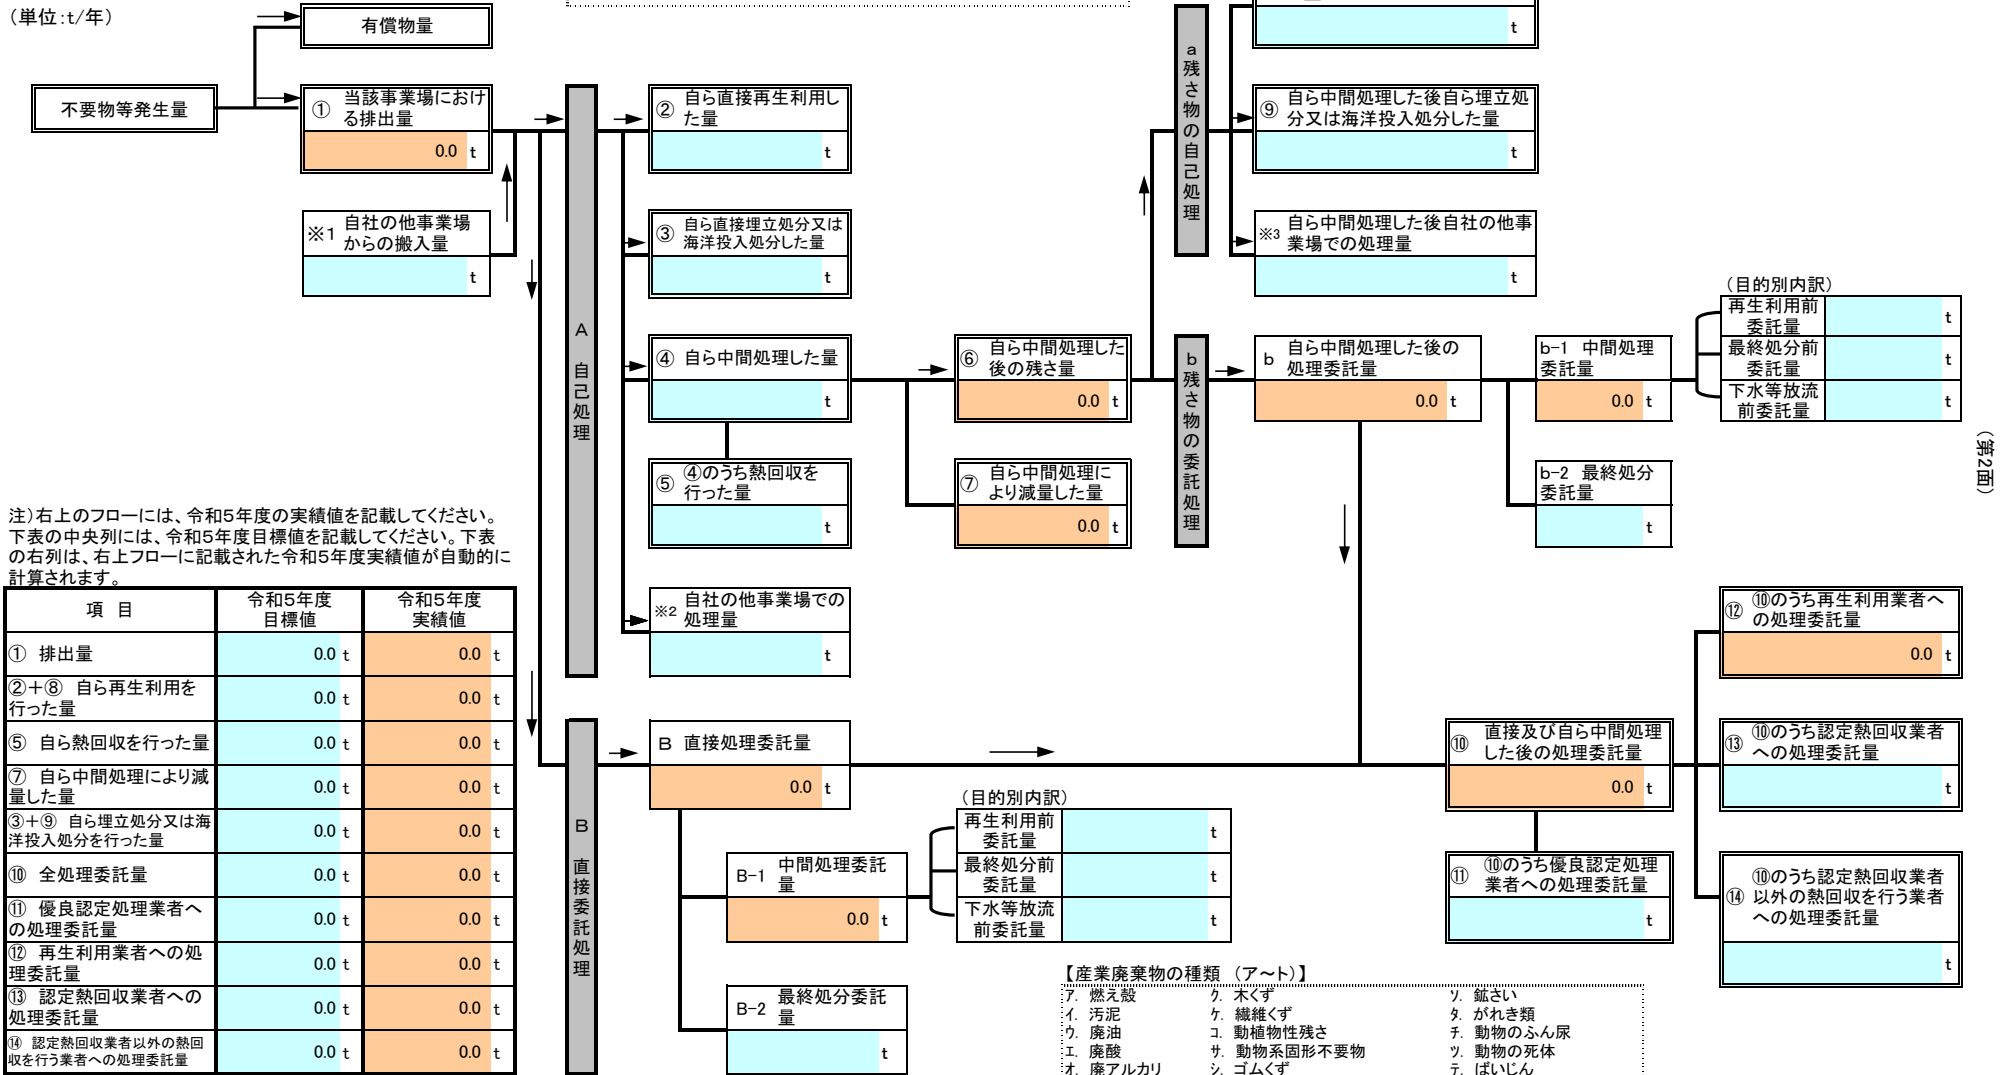 (単位:t/年)
有償物量
不要物等発生量
① 当該事業場におけ
る排出量
0.0 t
※1 自社の他事業場
からの搬入量
t
A 自己処理
② 自ら直接再生利用し
た量
t
③ 自ら直接埋立処分又は
海洋投入処分した量
t
④ 自ら中間処理した量
t
⑤ ④のうち熱回収を
行った量
t
※2 自社の他事業場での
処理量
t
⑥ 自ら中間処理した
後の残さ量
0.0 t
⑦ 自ら中間処理に
より減量した量
0.0 t
a 残さ物の自己処理
t
⑨ 自ら中間処理した後自ら埋立処
分又は海洋投入処分した量
t
※3 自ら中間処理した後自社の他事
業場での処理量
t
b 残さ物の委託処理
b 自ら中間処理した後の
処理委託量
0.0 t
b-1 中間処理
委託量
0.0 t
b-2 最終処分
委託量
t
(目的別内訳)
再生利用前
委託量
t
最終処分前
委託量
t
下水等放流
前委託量
t
(第2面)
注)右上のフローには、令和5年度の実績値を記載してください。
下表の中央列には、令和5年度目標値を記載してください。下表
の右列は、右上フローに記載された令和5年度実績値が自動的に
計算されます。
項 目 令和5年度
目標値 令和5年度
実績値
① 排出量 0.0 t 0.0 t
②+⑧ 自ら再生利用を
行った量 0.0 t 0.0 t
⑤ 自ら熱回収を行った量 0.0 t 0.0 t
⑦ 自ら中間処理により減
量した量 0.0 t 0.0 t
③+⑨ 自ら埋立処分又は海
洋投入処分を行った量 0.0 t 0.0 t
⑩ 全処理委託量 0.0 t 0.0 t
⑪ 優良認定処理業者へ
の処理委託量 0.0 t 0.0 t
⑫ 再生利用業者への処
理委託量 0.0 t 0.0 t
⑬ 認定熱回収業者への
処理委託量 0.0 t 0.0 t
⑭ 認定熱回収業者以外の熱回
収を行う業者への処理委託量 0.0 t 0.0 t
B 直接委託処理
B 直接処理委託量
0.0 t
B-1 中間処理委託
量
0.0 t
B-2 最終処分委託
量
t
(目的別内訳)
再生利用前
委託量
t
最終処分前
委託量
t
下水等放流
前委託量
t
⑩ 直接及び自ら中間処理
した後の処理委託量
0.0 t
⑪ ⑩のうち優良認定処理
業者への処理委託量
t
⑫ ⑩のうち再生利用業者へ
の処理委託量
0.0 t
⑬ ⑩のうち認定熱回収業者
への処理委託量
t
⑭ ⑩のうち認定熱回収業者
以外の熱回収を行う業者
への処理委託量
t
【産業廃棄物の種類 (ア~ト)】
ア. 燃え殻 ク. 木くず ソ. 鉱さい
イ. 汚泥 ケ. 繊維くず タ. がれき類
ウ. 廃油 コ. 動植物性残さ チ. 動物のふん尿
エ. 廃酸 サ. 動物系固形不要物 ツ. 動物の死体
オ. 廃アルカリ シ. ゴムくず テ. ばいじん